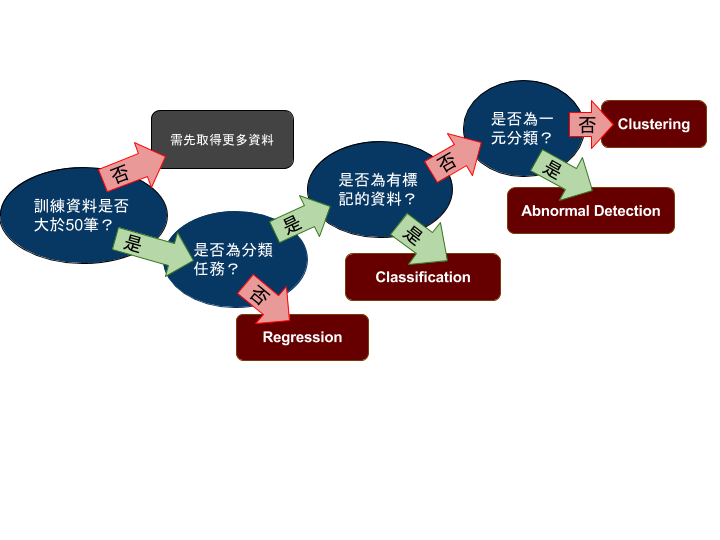 訓練資料是否
大於50筆？
否
需先取得更多資料
是
是否為分類
任務？
否
Regression
是
是否為有標
記的資料？
是
Classification
否
是否為一
元分類？
否
Clustering
是
Abnormal Detection